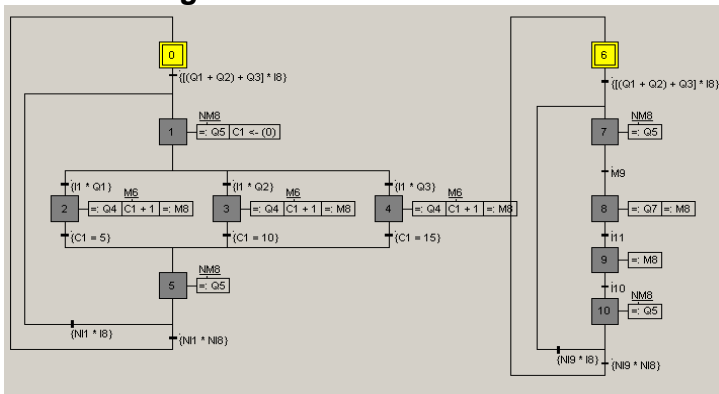 0
{[(Q1 + Q2) + Q3] * I8}
NM8
1
=: Q5 C1 <- (0)
{I1 * Q1}
{I1 * Q2}
{I1 * Q3}
M6
M6
M6
2
=: Q4 C1 + 1 =: M8
3
=: Q4 C1 + 1 =: M8
4
=: Q4 C1 + 1 =: M8
{C1 = 5}
{C1 = 10}
{C1 = 15}
NM8
5
=: Q5
{NI1 * I8}
{NI1 * NI8}
6
{[(Q1 + Q2) + Q3] * I8}
NM8
7
=: Q5
M9
8
=: Q7 =: M8
i11
9
=: M8
i10
NM8
10
=: Q5
{NI9 * I8}
{NI9 * NI8}